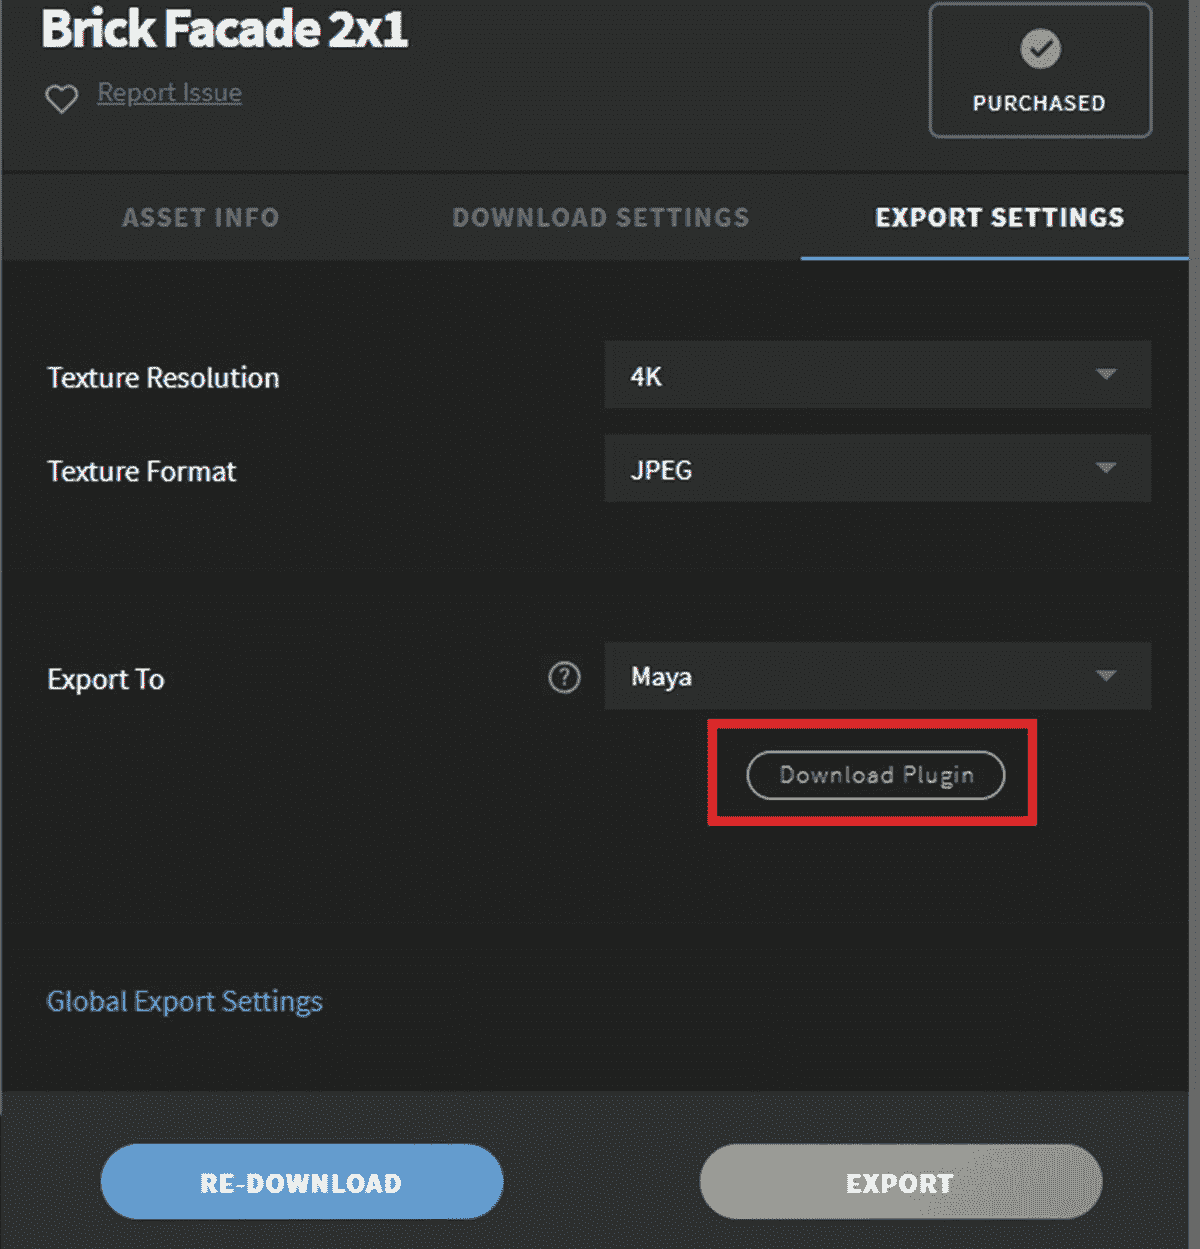 Brick Facade 2x1
Report Issue
PURCHASED
ASSET INFO DOWNLOAD SETTINGS EXPORT SETTINGS
Texture Resolution 4K
Texture Format JPEG
Export To ? Maya
Download Plugin
Global Export Settings
RE-DOWNLOAD EXPORT